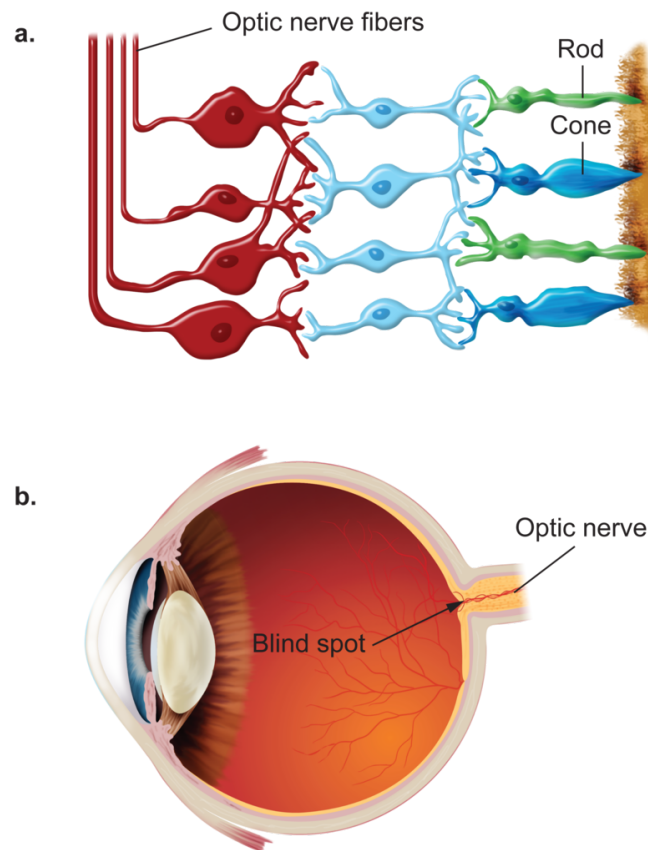 a.
Optic nerve fibers
Rod
Cone
b.
Optic nerve
Blind spot